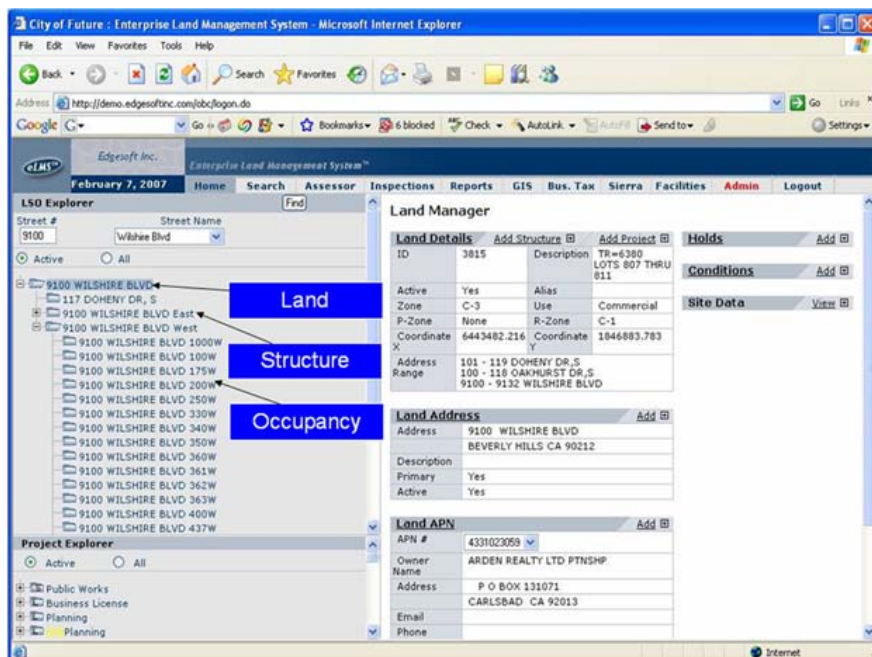 City of Future : Enterprise Land Management System - Microsoft Internet Explorer
File Edit View Favorites Tools Help
Back Search Favorites
Address http://demo.edgesoftinc.com/obc/logon.do Go Links
Google G Go Bookmarks 6 blocked Check AutoLink AutoFill Send to Settings
eLMS Edgesoft Inc. Enterprise Land Management System
February 7, 2007 Home Search Assessor Inspections Reports GIS Bus. Tax Sierra Facilities Admin Logout
LSO Explorer Find
Street # Street Name
9100 Wilshire Blvd
Active All
9100 WILSHIRE BLVD
117 DOHENY DR, S
9100 WILSHIRE BLVD East
9100 WILSHIRE BLVD West
9100 WILSHIRE BLVD 1000W
9100 WILSHIRE BLVD 100W
9100 WILSHIRE BLVD 175W
9100 WILSHIRE BLVD 200W
9100 WILSHIRE BLVD 250W
9100 WILSHIRE BLVD 330W
9100 WILSHIRE BLVD 340W
9100 WILSHIRE BLVD 350W
9100 WILSHIRE BLVD 360W
9100 WILSHIRE BLVD 361W
9100 WILSHIRE BLVD 362W
9100 WILSHIRE BLVD 363W
9100 WILSHIRE BLVD 400W
9100 WILSHIRE BLVD 437W
Land
Structure
Occupancy
Project Explorer
Active All
Public Works
Business License
Planning
Planning
Land Manager
Land Details Add Structure Add Project
ID 3815 Description TR=6380
LOTS 807 THRU
811
Active Yes Alias
Zone C-3 Use Commercial
P-Zone None R-Zone C-1
Coordinate X 6443482.216 Coordinate Y 1846883.783
Address Range 101 - 119 DOHENY DR,S
100 - 118 OAKHURST DR,S
9100 - 9132 WILSHIRE BLVD
Land Address Add
Address 9100 WILSHIRE BLVD
BEVERLY HILLS CA 90212
Description
Primary Yes
Active Yes
Land APN Add
APN # 4331023059
Owner Name ARDEN REALTY LTD PTNSHP
Address P O BOX 131071
CARLSBAD CA 92013
Email
Phone
Holds Add
Conditions Add
Site Data View
Internet